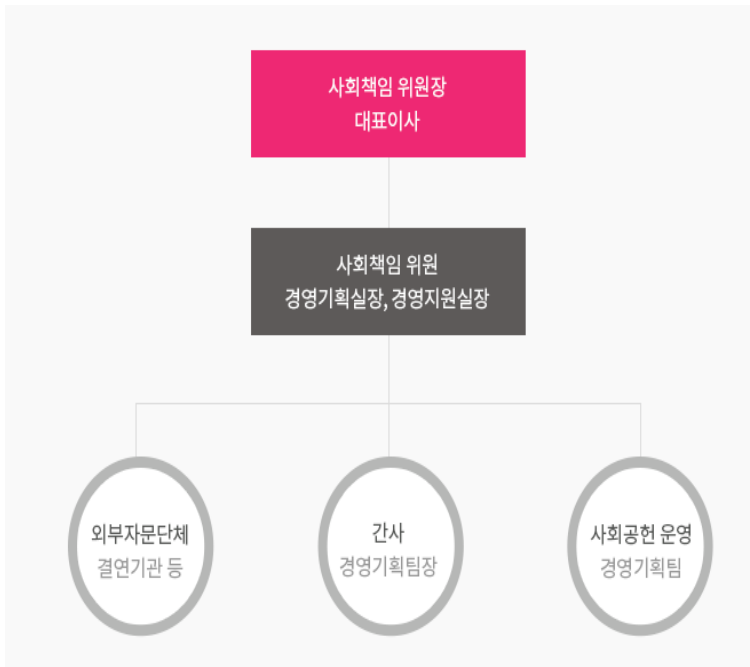 사회책임 위원장
대표이사
사회책임 위원
경영기획실장, 경영지원실장
외부자문단체
결연기관 등
간사
경영기획팀장
사회공헌 운영
경영기획팀